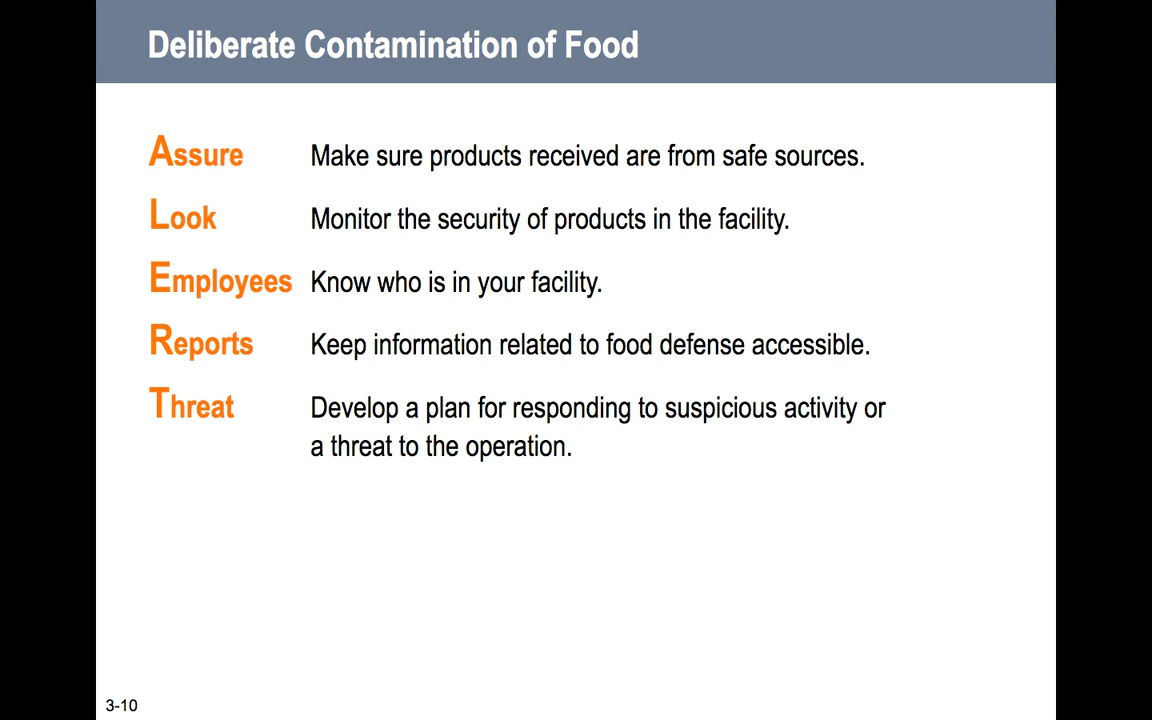 Deliberate Contamination of Food
Assure Make sure products received are from safe sources.
Look Monitor the security of products in the facility.
Employees Know who is in your facility.
Reports Keep information related to food defense accessible.
Threat Develop a plan for responding to suspicious activity or
a threat to the operation.
3-10